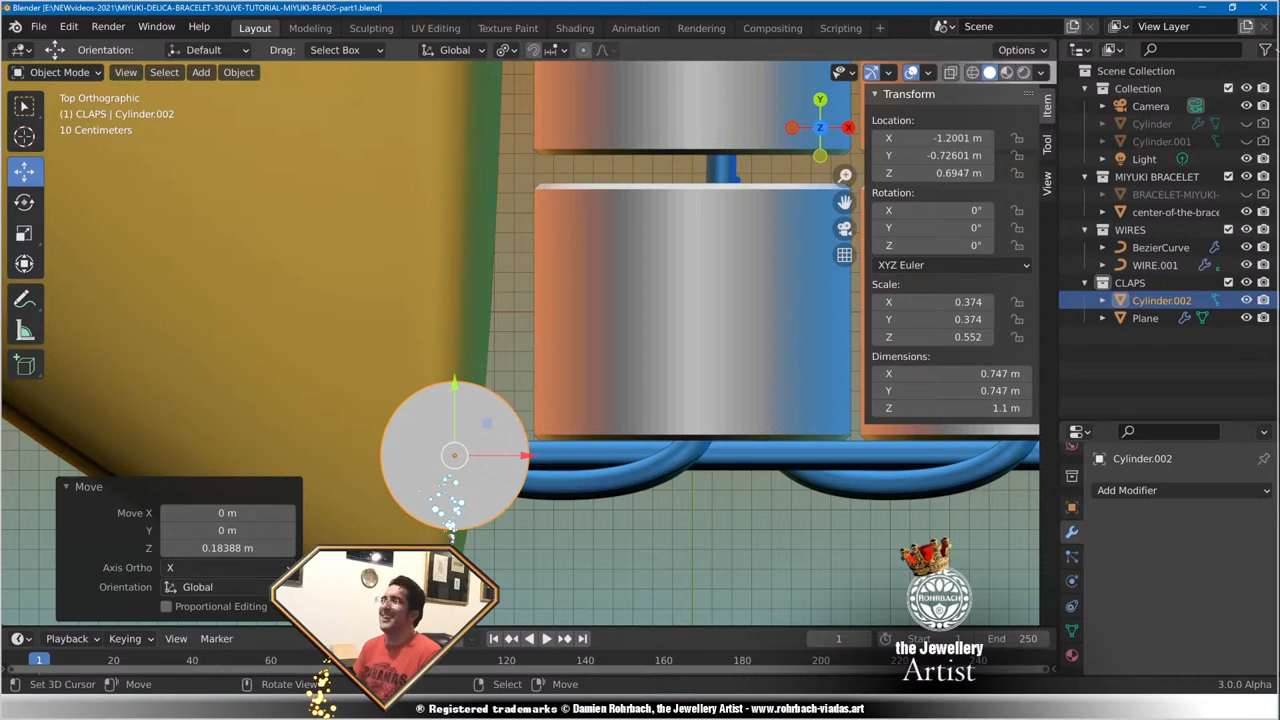 Blender [E:\NEWvideos-2021\MIYUKI-DELICA-BRACELET-3D\LIVE-TUTORIAL-MIYUKI-BEADS-part1.blend]
File Edit Render Window Help Layout Modeling Sculpting UV Editing Texture Paint Shading Animation Rendering Compositing Scripting + Scene View Layer
Orientation: Default Drag: Select Box Global Options
Object Mode View Select Add Object
Top Orthographic
(1) CLAPS | Cylinder.002
10 Centimeters
Y
X
Z
Transform
Location:
X -1.2001 m
Y -0.72601 m
Z 0.6947 m
Rotation:
X 0°
Y 0°
Z 0°
XYZ Euler
Scale:
X 0.374
Y 0.374
Z 0.552
Dimensions:
X 0.747 m
Y 0.747 m
Z 1.1 m
Item
Tool
View
Scene Collection
Collection
Camera
Cylinder
Cylinder.001
Light
MIYUKI BRACELET
BRACELET-MIYUKI-
center-of-the-brace
WIRES
BezierCurve
WIRE.001
CLAPS
Cylinder.002
Plane
Cylinder.002
Add Modifier
Move
Move X 0 m
Y 0 m
Z 0.18388 m
Axis Ortho X
Orientation Global
Proportional Editing
ROHRBACH
the Jewellery
Artist
Playback Keying View Marker 1 Start 1 End 250
1 20 40 60 120 140 160 180 200 220 240
Set 3D Cursor Move Rotate View Select Move 3.0.0 Alpha
® Registered trademarks © Damien Rohrbach, the Jewellery Artist - www.rohrbach-viadas.art